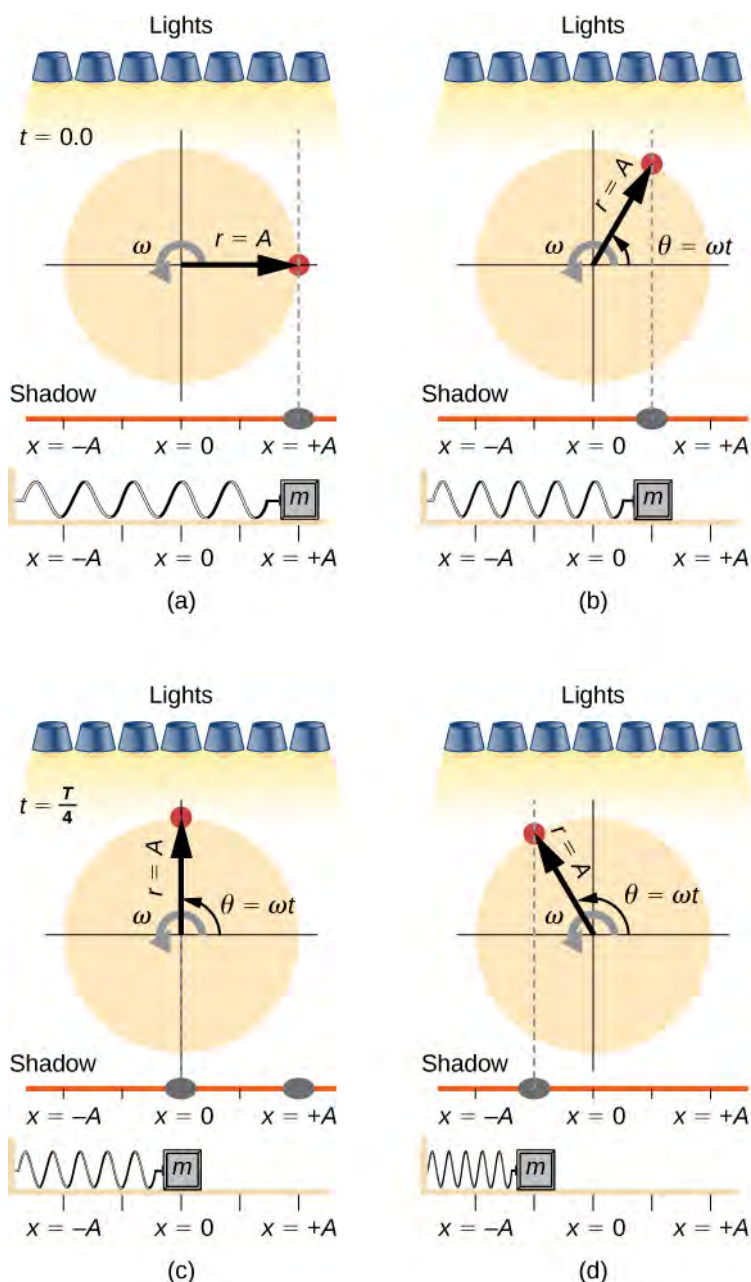 Lights
t = 0.0
ω
r = A
Shadow
x = –A x = 0 x = +A
m
x = –A x = 0 x = +A
(a)
Lights
r = A
ω
θ = ωt
Shadow
x = –A x = 0 x = +A
m
x = –A x = 0 x = +A
(b)
Lights
t = T/4
r = A
ω
θ = ωt
Shadow
x = –A x = 0 x = +A
m
x = –A x = 0 x = +A
(c)
Lights
r = A
ω
θ = ωt
Shadow
x = –A x = 0 x = +A
m
x = –A x = 0 x = +A
(d)